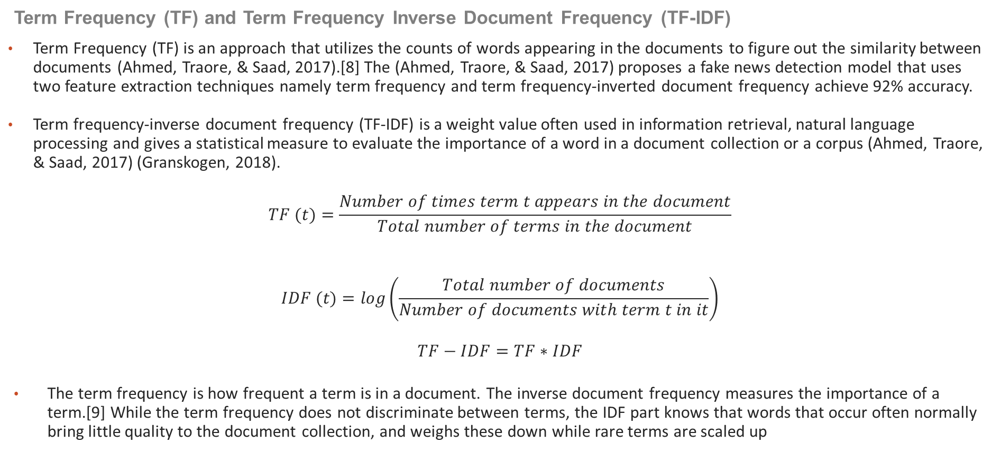 Term Frequency (TF) and Term Frequency Inverse Document Frequency (TF-IDF)
• Term Frequency (TF) is an approach that utilizes the counts of words appearing in the documents to figure out the similarity between
documents (Ahmed, Traore, & Saad, 2017).[8] The (Ahmed, Traore, & Saad, 2017) proposes a fake news detection model that uses
two feature extraction techniques namely term frequency and term frequency-inverted document frequency achieve 92% accuracy.
• Term frequency-inverse document frequency (TF-IDF) is a weight value often used in information retrieval, natural language
processing and gives a statistical measure to evaluate the importance of a word in a document collection or a corpus (Ahmed, Traore,
& Saad, 2017) (Granskogen, 2018).
Number of times term t appears in the document
TF (t) =
Total number of terms in the document
Total number of documents
IDF (t) = log( )
Number of documents with term t in it
TF − IDF = TF ∗ IDF
• The term frequency is how frequent a term is in a document. The inverse document frequency measures the importance of a
term.[9] While the term frequency does not discriminate between terms, the IDF part knows that words that occur often normally
bring little quality to the document collection, and weighs these down while rare terms are scaled up